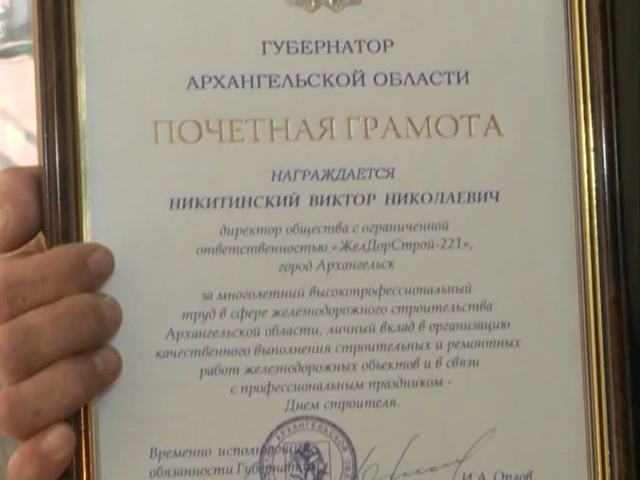 ГУБЕРНАТОР
АРХАНГЕЛЬСКОЙ ОБЛАСТИ
ПОЧЕТНАЯ ГРАМОТА
НАГРАЖДАЕТСЯ
НИКИТИНСКИЙ ВИКТОР НИКОЛАЕВИЧ
директор общества с ограниченной
ответственностью «ЖелДорСтрой-221»,
город Архангельск
за многолетний высокопрофессиональный
труд в сфере железнодорожного строительства
Архангельской области, личный вклад в организацию
качественного выполнения строительных и ремонтных
работ железнодорожных объектов и в связи
с профессиональным праздником -
Днем строителя.
Временно
обязанности
И.А. Орлов